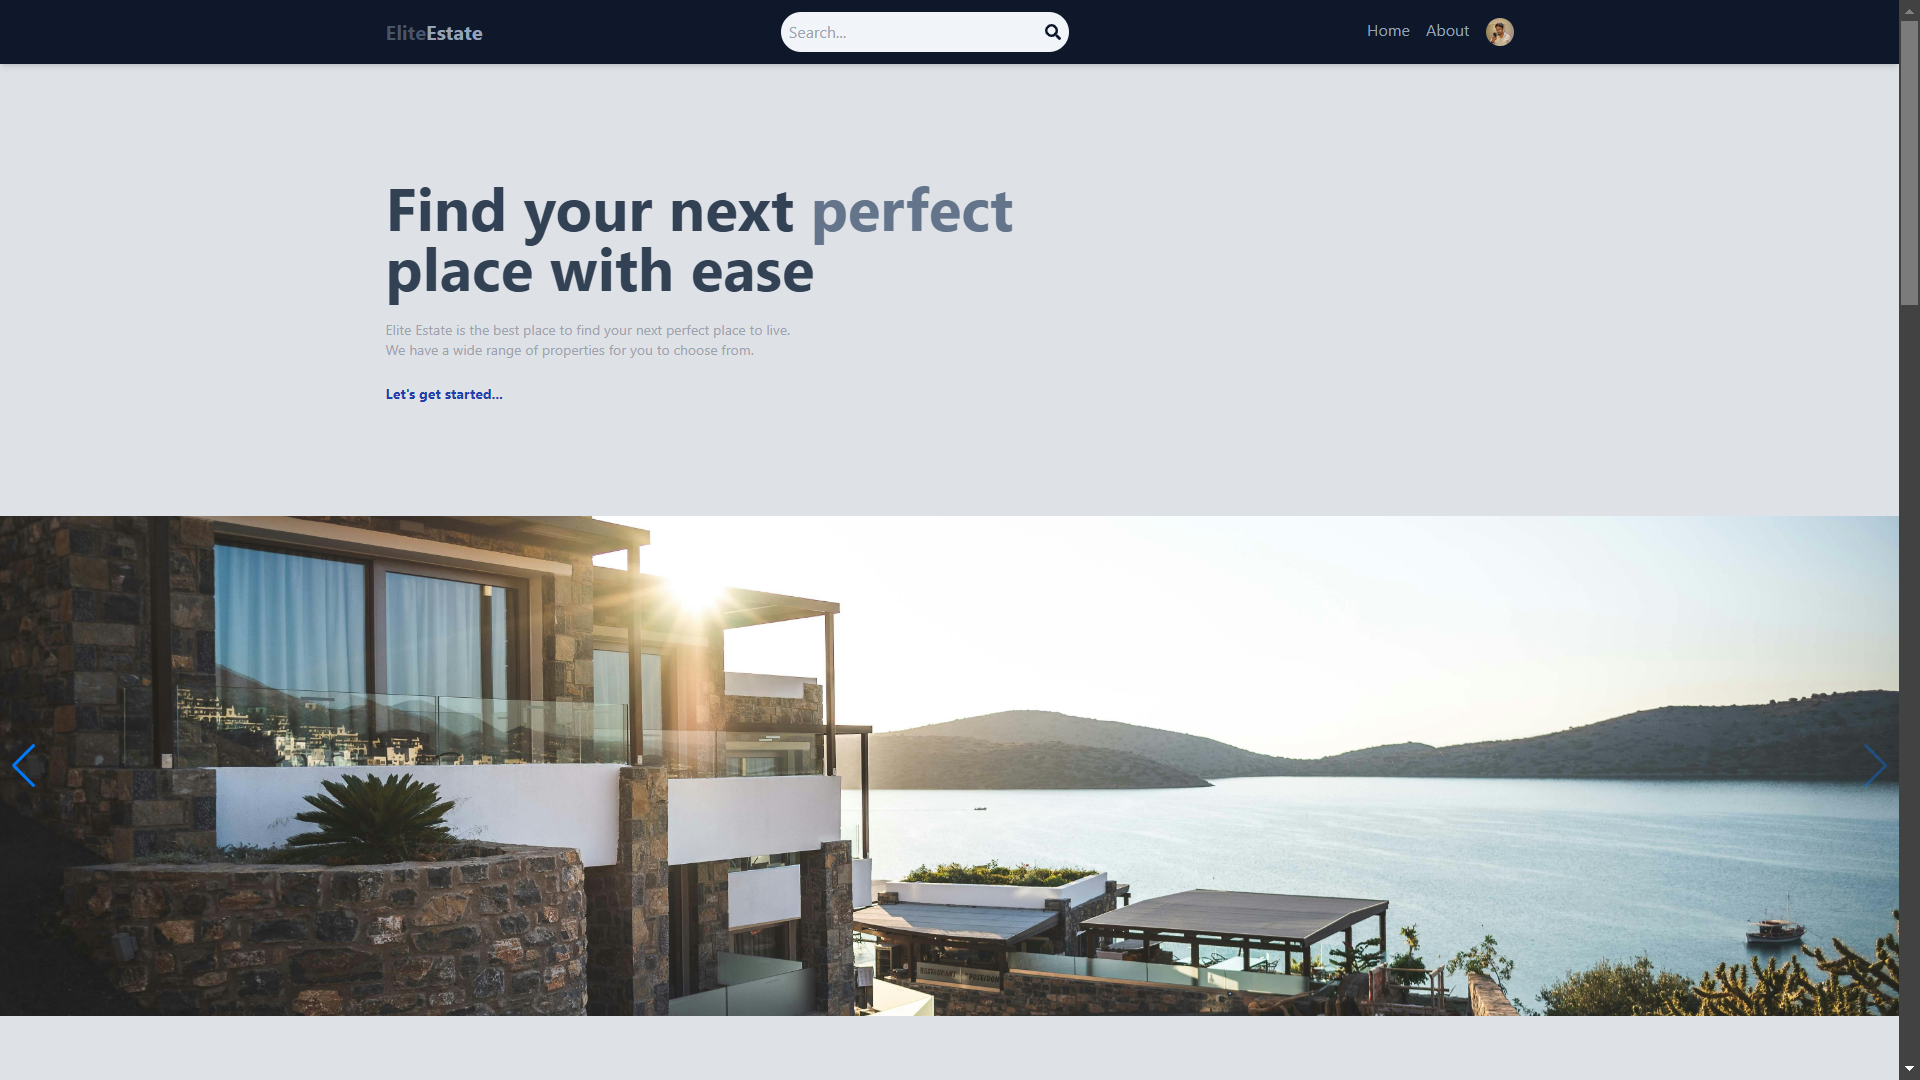 EliteEstate
Search...
Home
About
Find your next perfect
place with ease
Elite Estate is the best place to find your next perfect place to live.
We have a wide range of properties for you to choose from.
Let's get started...
RESTAURANT POSEIDON